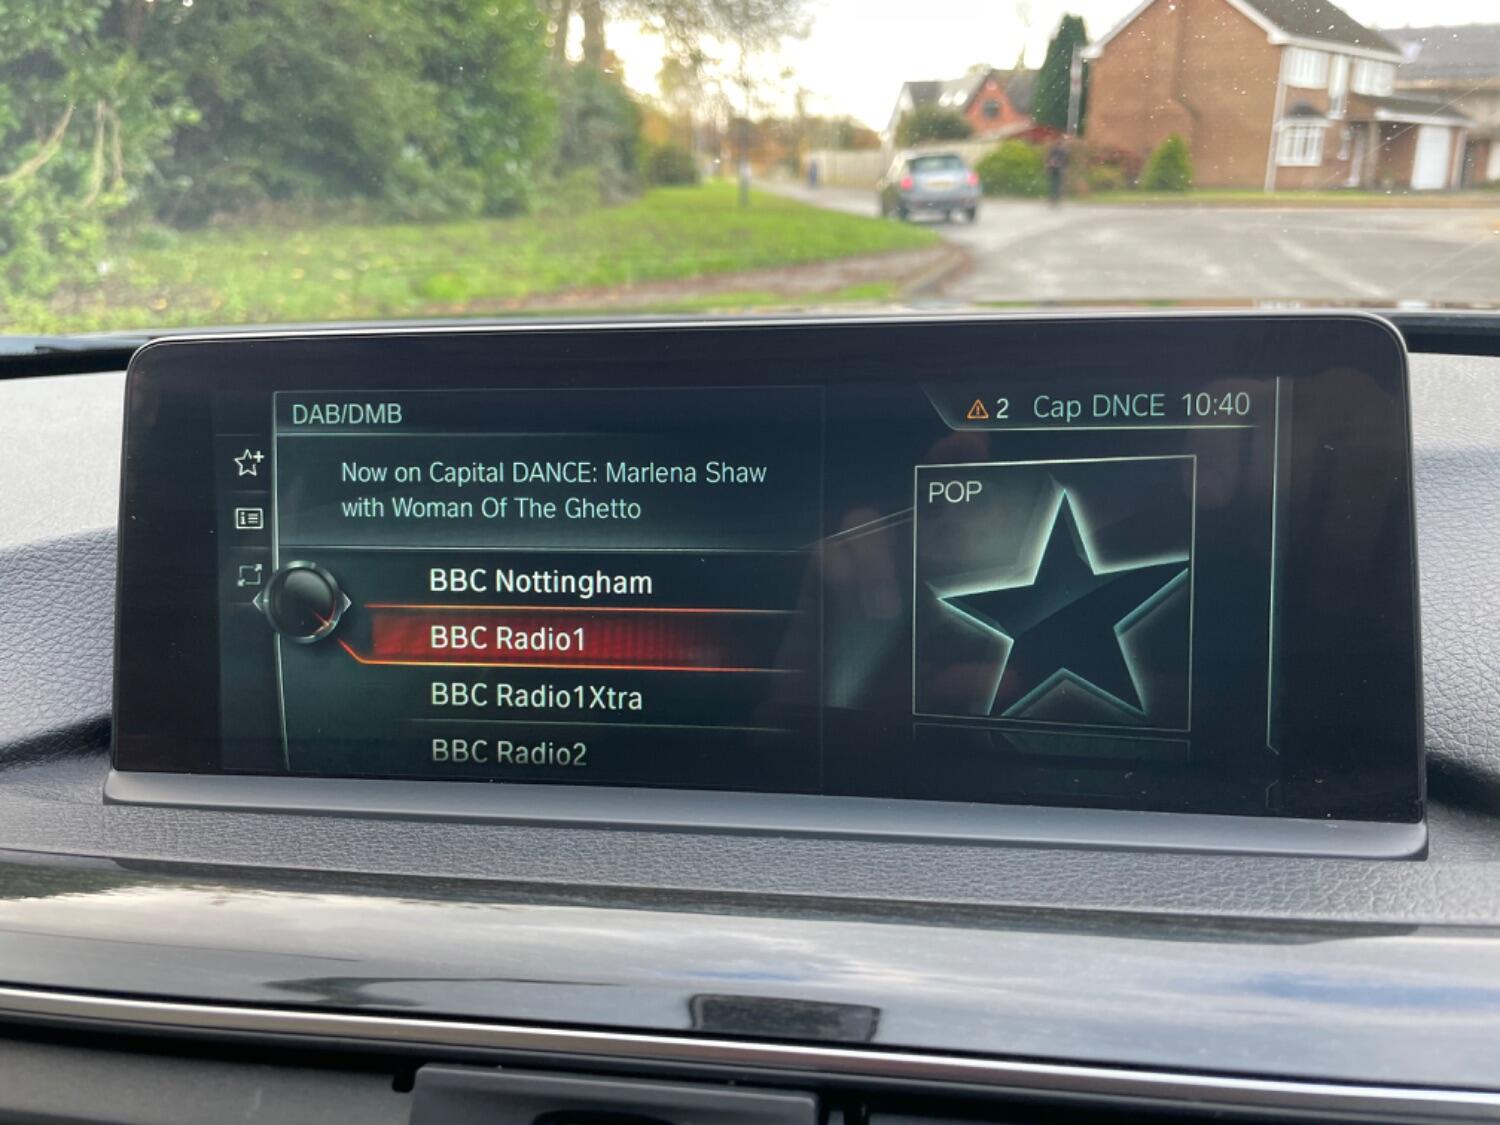 DAB/DMB
2 Cap DNCE 10:40
Now on Capital DANCE: Marlena Shaw
with Woman Of The Ghetto
POP
BBC Nottingham
BBC Radio1
BBC Radio1Xtra
BBC Radio2